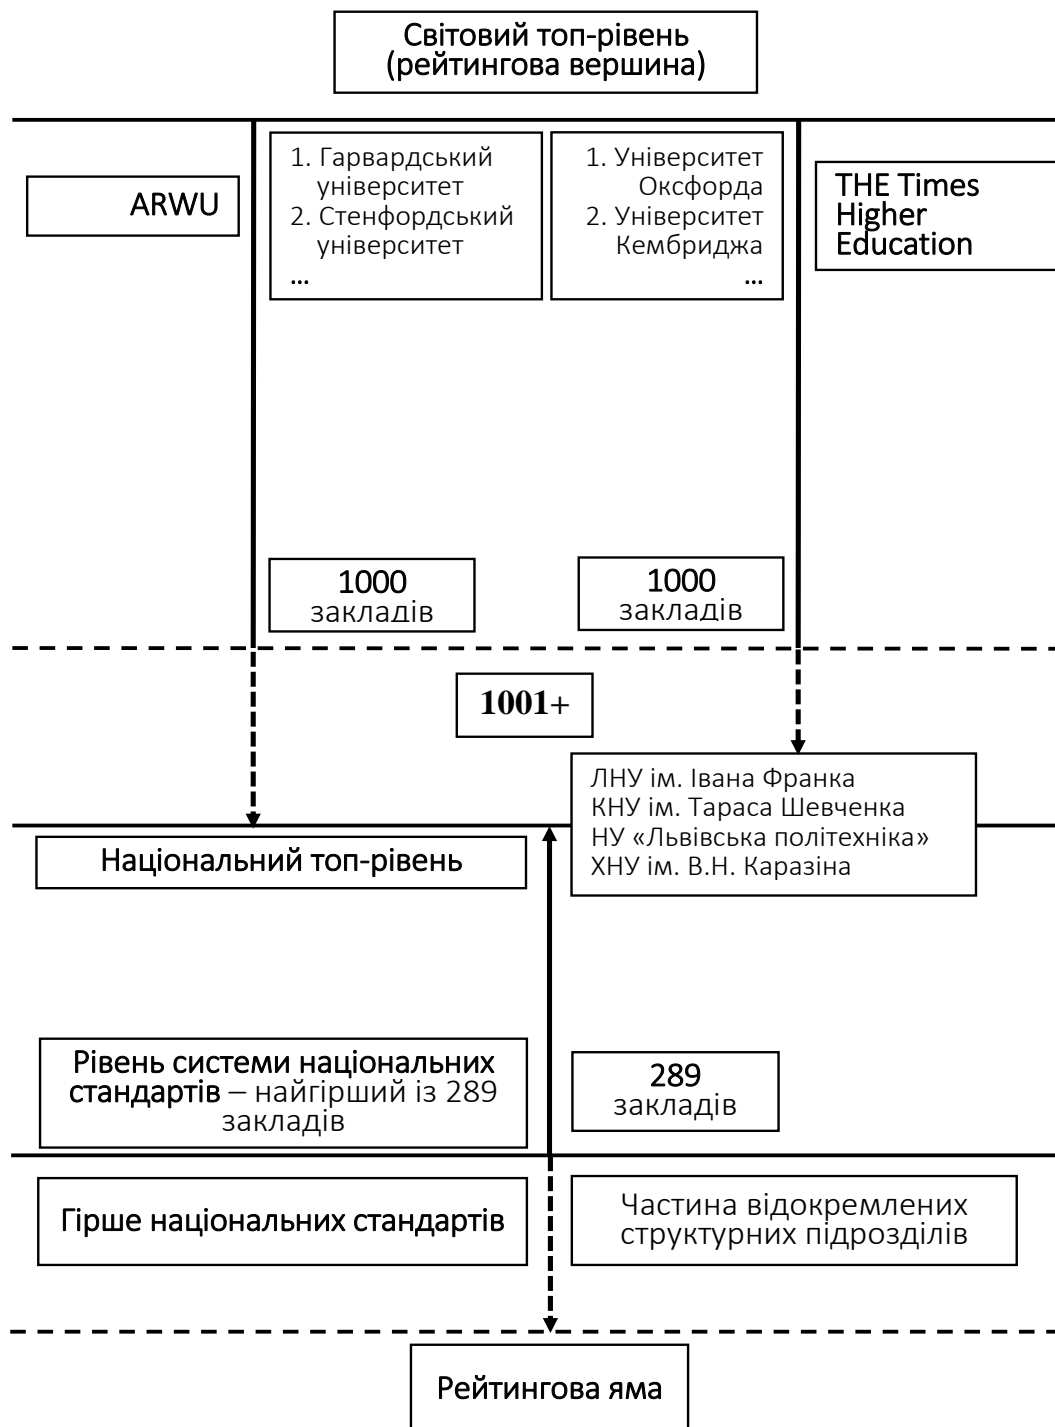 Світовий топ-рівень
(рейтингова вершина)
ARWU
1. Гарвардський
університет
2. Стенфордський
університет
...
1. Університет
Оксфорда
2. Університет
Кембриджа
...
THE Times
Higher
Education
1000
закладів
1000
закладів
1001+
ЛНУ ім. Івана Франка
КНУ ім. Тараса Шевченка
НУ «Львівська політехніка»
ХНУ ім. В.Н. Каразіна
Національний топ-рівень
Рівень системи національних
стандартів – найгірший із 289
закладів
289
закладів
Гірше національних стандартів
Частина відокремлених
структурних підрозділів
Рейтингова яма